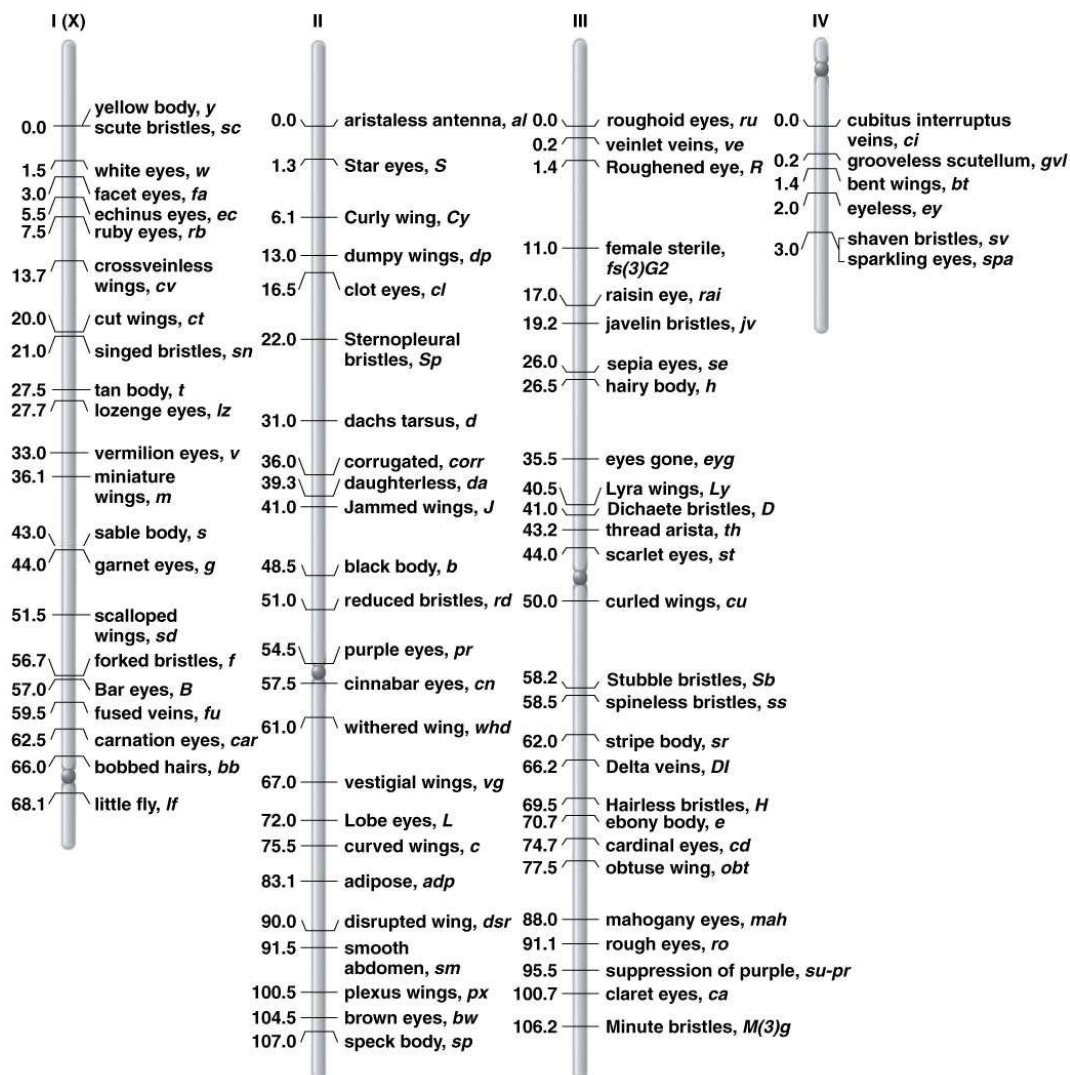 I (X)
yellow body, y
0.0 scute bristles, sc
1.5 white eyes, w
3.0 facet eyes, fa
5.5 echinus eyes, ec
7.5 ruby eyes, rb
13.7 crossveinless
wings, cv
20.0 cut wings, ct
21.0 singed bristles, sn
27.5 tan body, t
27.7 lozenge eyes, lz
33.0 vermilion eyes, v
36.1 miniature
wings, m
43.0 sable body, s
44.0 garnet eyes, g
51.5 scalloped
wings, sd
56.7 forked bristles, f
57.0 Bar eyes, B
59.5 fused veins, fu
62.5 carnation eyes, car
66.0 bobbed hairs, bb
68.1 little fly, lf
II
0.0 aristaless antenna, al
1.3 Star eyes, S
6.1 Curly wing, Cy
13.0 dumpy wings, dp
16.5 clot eyes, cl
22.0 Sternopleural
bristles, Sp
31.0 dachs tarsus, d
36.0 corrugated, corr
39.3 daughterless, da
41.0 Jammed wings, J
48.5 black body, b
51.0 reduced bristles, rd
54.5 purple eyes, pr
57.5 cinnabar eyes, cn
61.0 withered wing, whd
67.0 vestigial wings, vg
72.0 Lobe eyes, L
75.5 curved wings, c
83.1 adipose, adp
90.0 disrupted wing, dsr
91.5 smooth
abdomen, sm
100.5 plexus wings, px
104.5 brown eyes, bw
107.0 speck body, sp
III
0.0 roughoid eyes, ru
0.2 veinlet veins, ve
1.4 Roughened eye, R
11.0 female sterile,
fs(3)G2
17.0 raisin eye, rai
19.2 javelin bristles, jv
26.0 sepia eyes, se
26.5 hairy body, h
35.5 eyes gone, eyg
40.5 Lyra wings, Ly
41.0 Dichaete bristles, D
43.2 thread arista, th
44.0 scarlet eyes, st
50.0 curled wings, cu
58.2 Stubble bristles, Sb
58.5 spineless bristles, ss
62.0 stripe body, sr
66.2 Delta veins, Dl
69.5 Hairless bristles, H
70.7 ebony body, e
74.7 cardinal eyes, cd
77.5 obtuse wing, obt
88.0 mahogany eyes, mah
91.1 rough eyes, ro
95.5 suppression of purple, su-pr
100.7 claret eyes, ca
106.2 Minute bristles, M(3)g
IV
0.0 cubitus interruptus
veins, ci
0.2 grooveless scutellum, gvl
1.4 bent wings, bt
2.0 eyeless, ey
3.0 shaven bristles, sv
sparkling eyes, spa